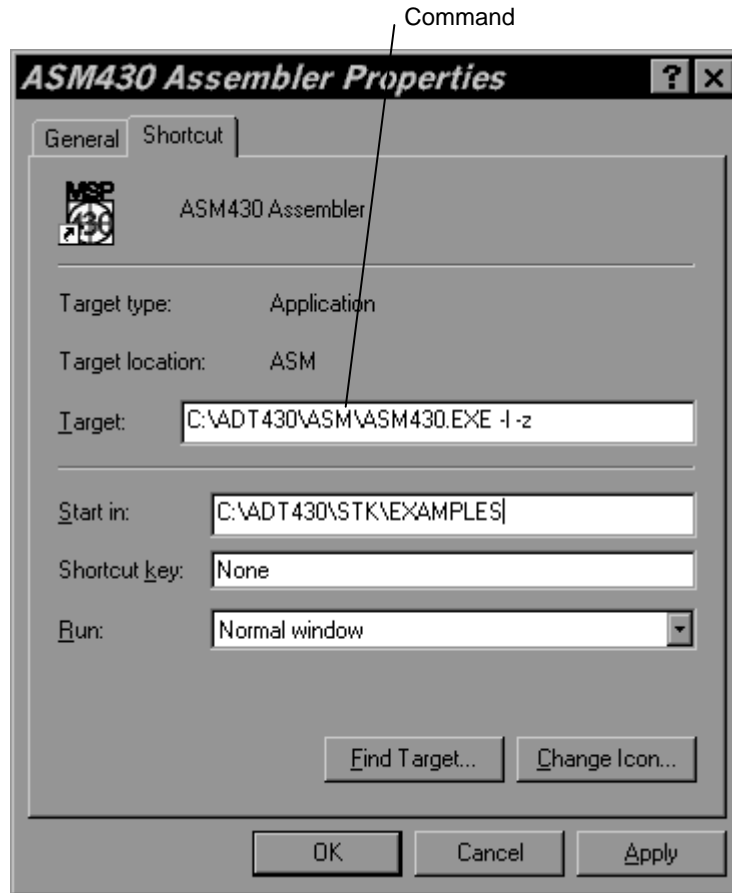 Command
ASM430 Assembler Properties
General Shortcut
MSP
430
ASM430 Assembler
Target type: Application
Target location: ASM
Target: C:\ADT430\ASM\ASM430.EXE -l -z
Start in: C:\ADT430\STK\EXAMPLES
Shortcut key: None
Run: Normal window
Find Target... Change Icon...
OK Cancel Apply